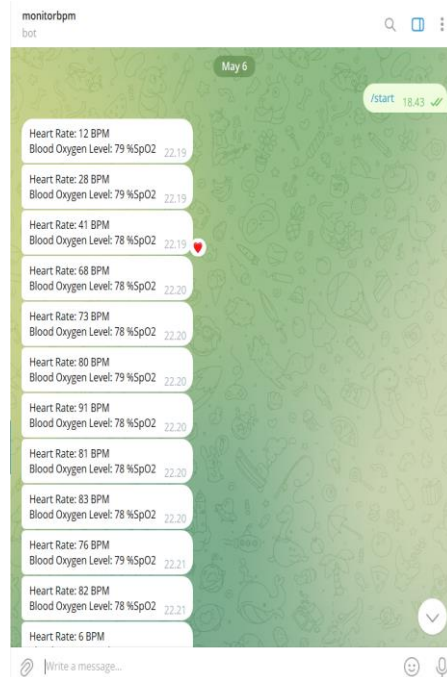 monitorbpm
bot
May 6
/start 18.43
Heart Rate: 12 BPM
Blood Oxygen Level: 79 %SpO2 22.19
Heart Rate: 28 BPM
Blood Oxygen Level: 79 %SpO2 22.19
Heart Rate: 41 BPM
Blood Oxygen Level: 78 %SpO2 22.19
Heart Rate: 68 BPM
Blood Oxygen Level: 78 %SpO2 22.20
Heart Rate: 73 BPM
Blood Oxygen Level: 78 %SpO2 22.20
Heart Rate: 80 BPM
Blood Oxygen Level: 79 %SpO2 22.20
Heart Rate: 91 BPM
Blood Oxygen Level: 78 %SpO2 22.20
Heart Rate: 81 BPM
Blood Oxygen Level: 78 %SpO2 22.20
Heart Rate: 83 BPM
Blood Oxygen Level: 78 %SpO2 22.20
Heart Rate: 76 BPM
Blood Oxygen Level: 79 %SpO2 22.21
Heart Rate: 82 BPM
Blood Oxygen Level: 78 %SpO2 22.21
Heart Rate: 6 BPM
Write a message...